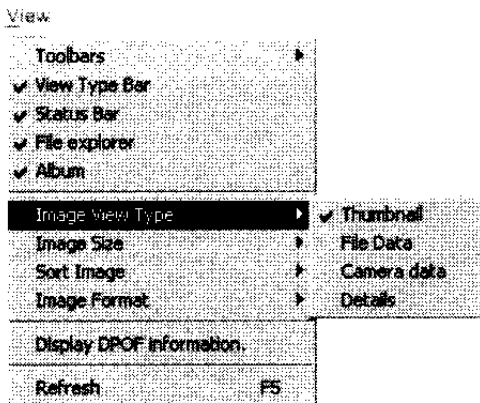 View
Toolbars
View Type Bar
Status Bar
File explorer
Album
Image View Type
Image Size
Sort Image
Image Format
Display DPOF information.
Refresh F5
Thumbnail
File Data
Camera data
Details